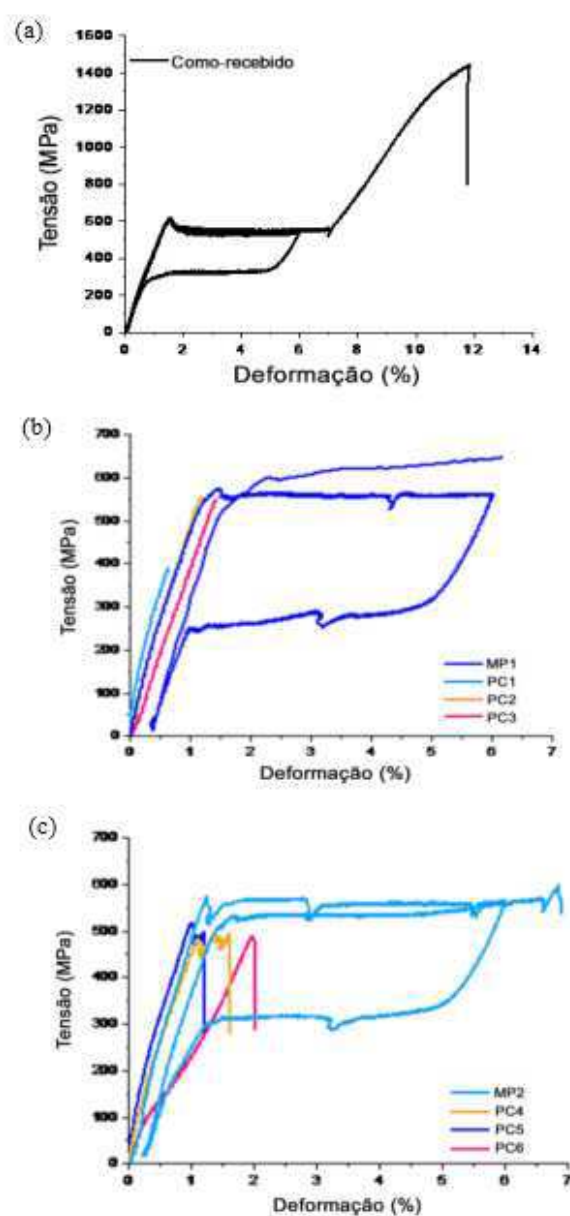 (a)
1600
1400
1200
1000
800
600
400
200
0
Tensão (MPa)
Como-recebido
0 2 4 6 8 10 12 14
Deformação (%)
(b)
700
600
500
400
300
200
100
0
Tensão (MPa)
MP1
PC1
PC2
PC3
0 1 2 3 4 5 6 7
Deformação (%)
(c)
700
600
500
400
300
200
100
0
Tensão (MPa)
MP2
PC4
PC5
PC6
0 1 2 3 4 5 6 7
Deformação (%)